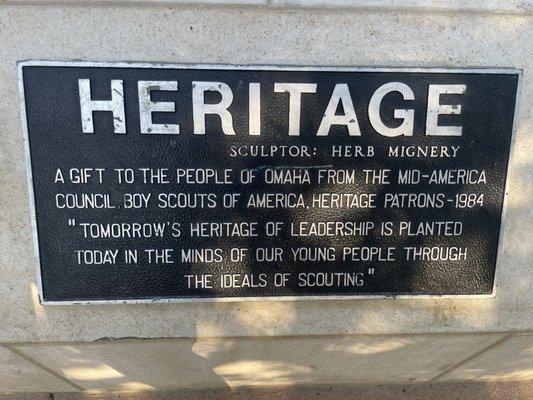 HERITAGE
SCULPTOR: HERB MIGNERY
A GIFT TO THE PEOPLE OF OMAHA FROM THE MID-AMERICA
COUNCIL, BOY SCOUTS OF AMERICA, HERITAGE PATRONS-1984
"TOMORROW'S HERITAGE OF LEADERSHIP IS PLANTED
TODAY IN THE MINDS OF OUR YOUNG PEOPLE THROUGH
THE IDEALS OF SCOUTING"